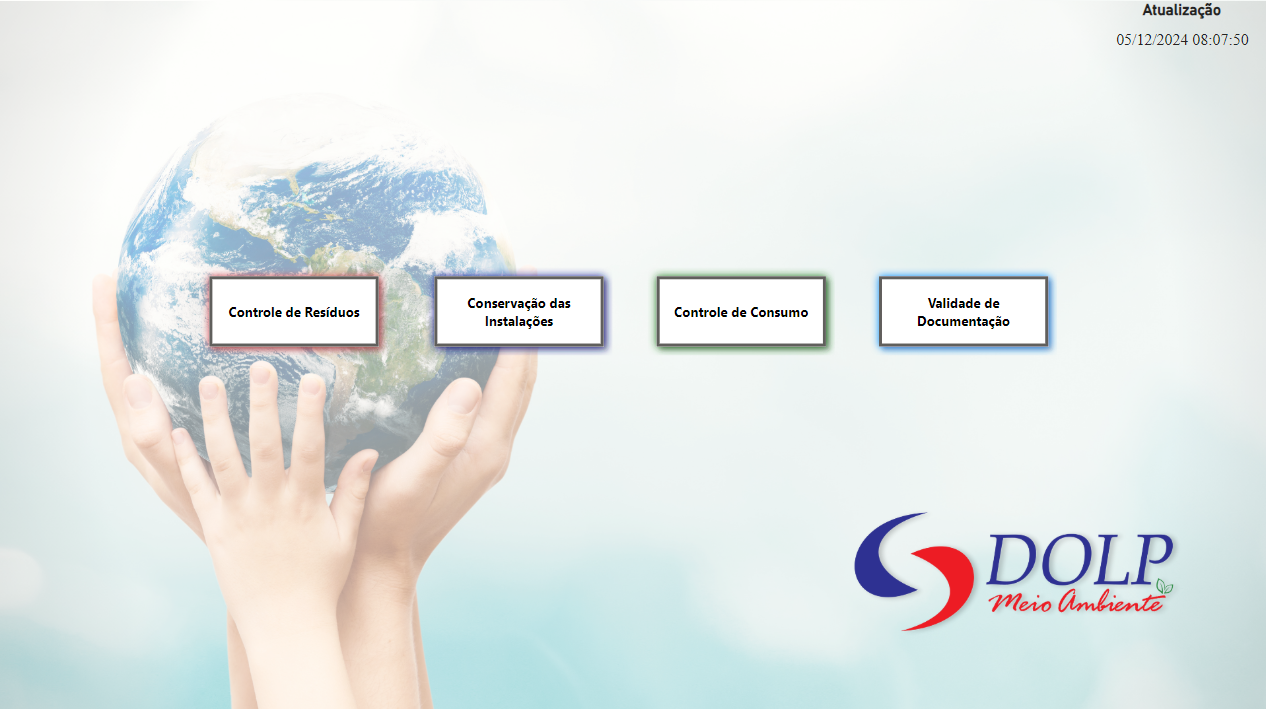 Atualização
05/12/2024 08:07:50
Controle de Resíduos
Conservação das
Instalações
Controle de Consumo
Validade de
Documentação
DOLP
Meio Ambiente